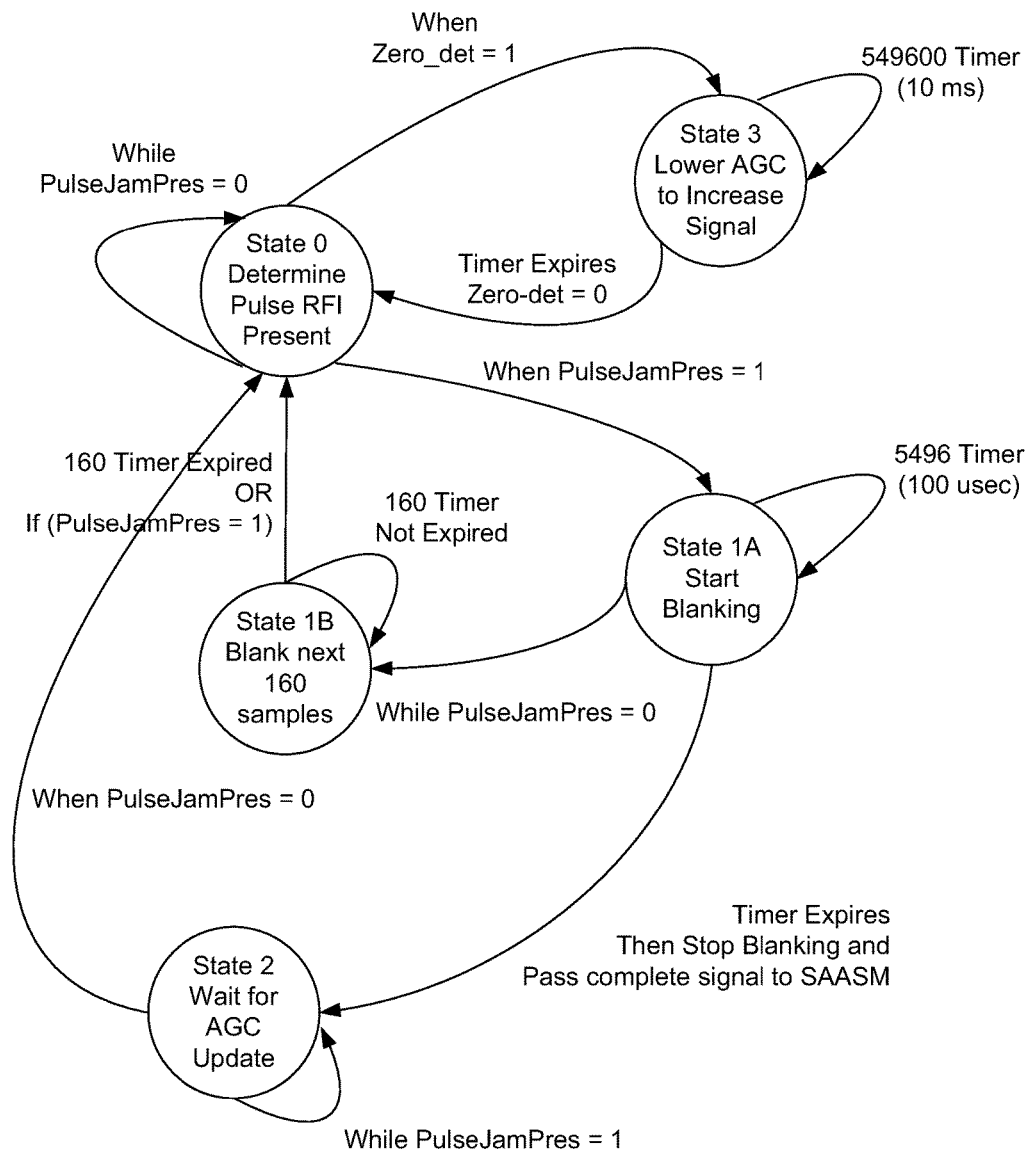 When
Zero_det = 1
549600 Timer
(10 ms)
While
PulseJamPres = 0
State 3
Lower AGC
to Increase
Signal
State 0
Determine
Pulse RFI
Present
Timer Expires
Zero-det = 0
When PulseJamPres = 1
160 Timer Expired
OR
If (PulseJamPres = 1)
160 Timer
Not Expired
5496 Timer
(100 usec)
State 1A
Start
Blanking
State 1B
Blank next
160
samples
While PulseJamPres = 0
When PulseJamPres = 0
Timer Expires
Then Stop Blanking and
Pass complete signal to SAASM
State 2
Wait for
AGC
Update
While PulseJamPres = 1